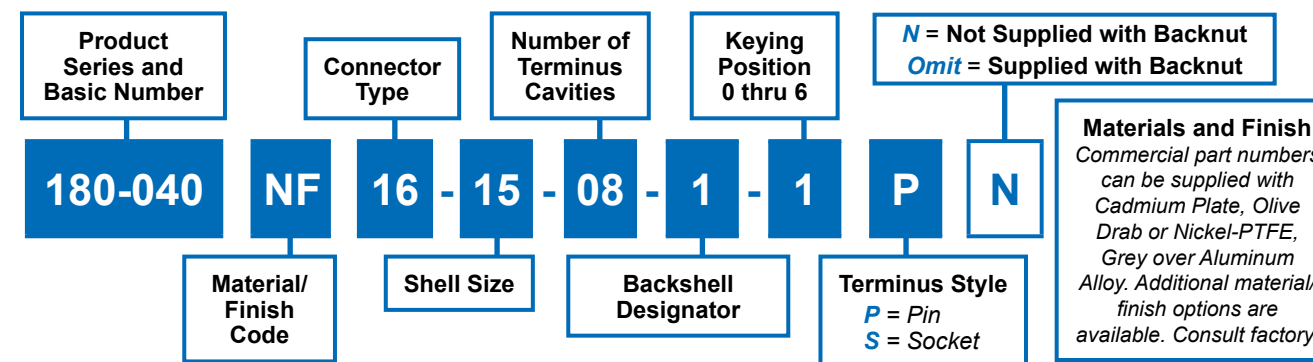 Product
Series and
Basic Number
Connector
Type
Number of
Terminus
Cavities
Keying
Position
0 thru 6
N = Not Supplied with Backnut
Omit = Supplied with Backnut
180-040 NF 16 - 15 - 08 - 1 - 1 P N
Material/
Finish
Code
Shell Size
Backshell
Designator
Terminus Style
P = Pin
S = Socket
Materials and Finish
Commercial part numbers
can be supplied with
Cadmium Plate, Olive
Drab or Nickel-PTFE,
Grey over Aluminum
Alloy. Additional material/
finish options are
available. Consult factory